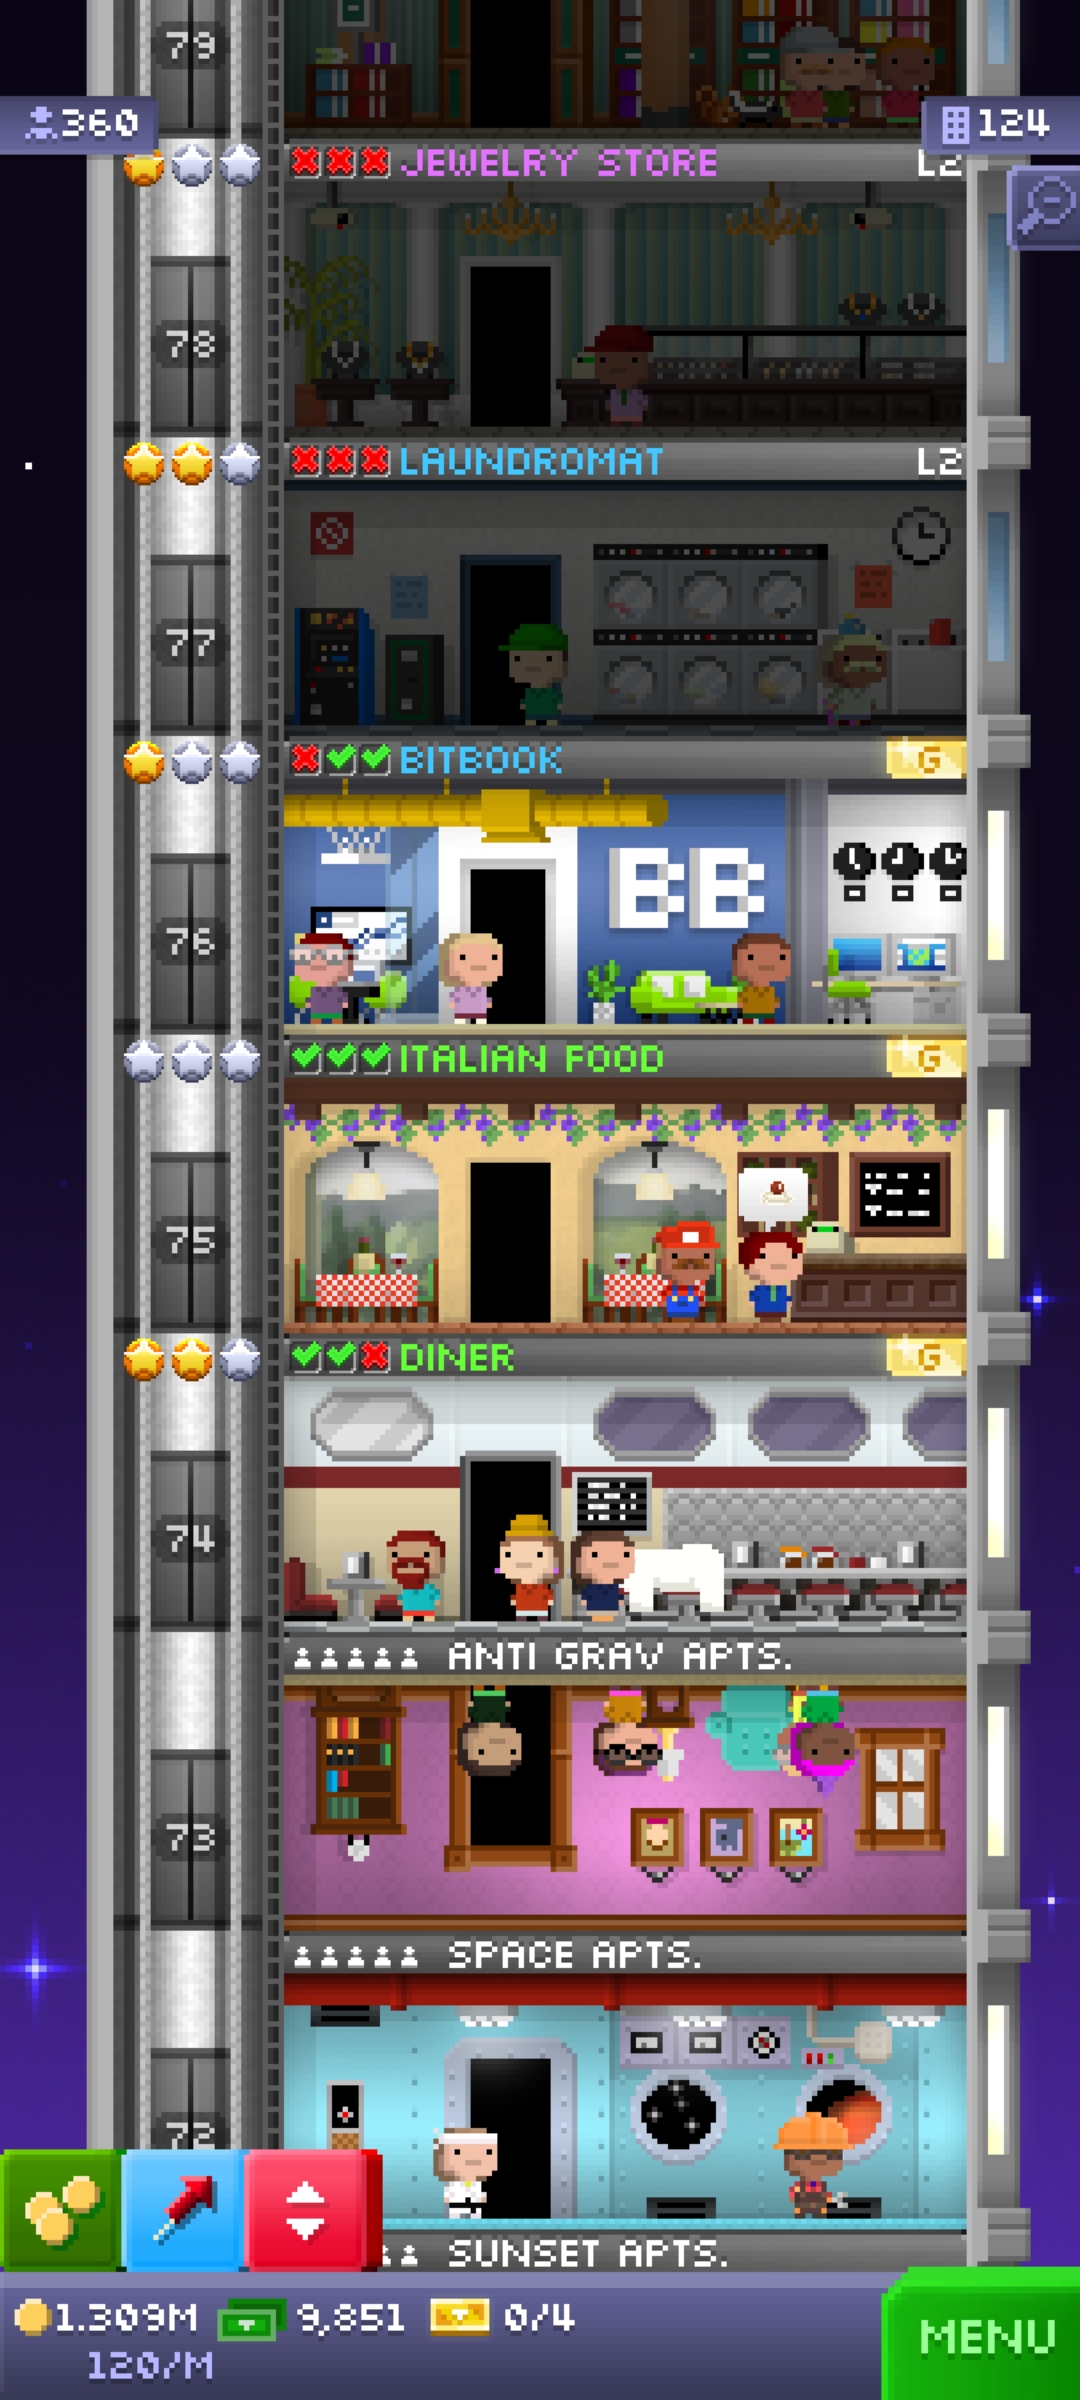 79
360
124
JEWELRY STORE L2
78
LAUNDROMAT L2
77
BITBOOK G
BB
76
ITALIAN FOOD G
75
DINER G
74
ANTI GRAV APTS.
73
SPACE APTS.
72
SUNSET APTS.
1.309M 9,851 0/4
120/M
MENU